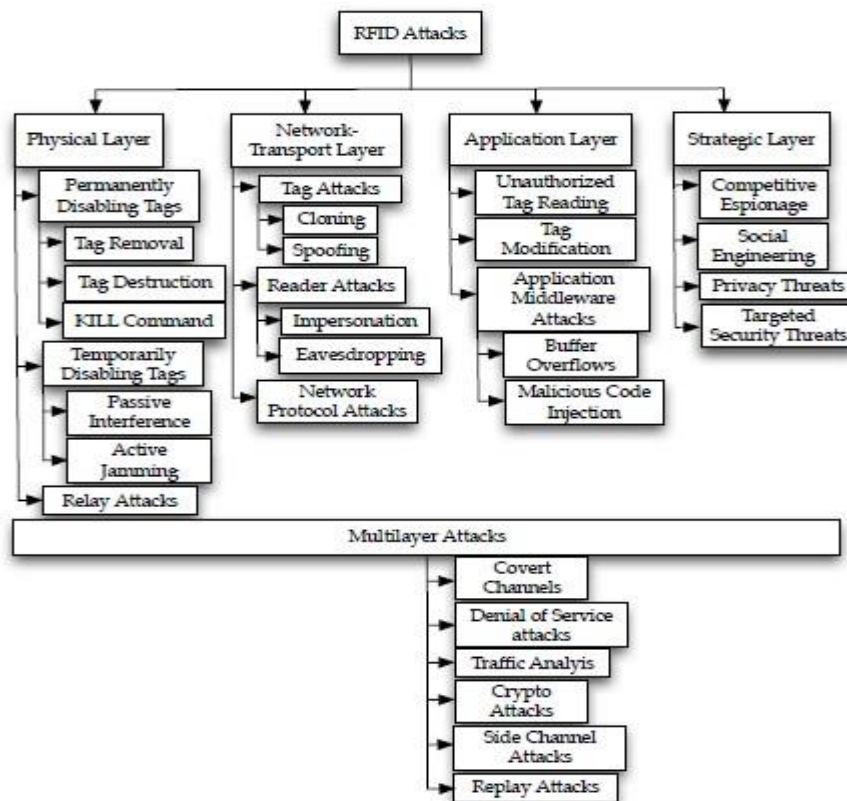 RFID Attacks
Physical Layer
Permanently
Disabling Tags
Tag Removal
Tag Destruction
KILL Command
Temporarily
Disabling Tags
Passive
Interference
Active
Jamming
Relay Attacks
Network-
Transport Layer
Tag Attacks
Cloning
Spoofing
Reader Attacks
Impersonation
Eavesdropping
Network
Protocol Attacks
Application Layer
Unauthorized
Tag Reading
Tag
Modification
Application
Middleware
Attacks
Buffer
Overflows
Malicious Code
Injection
Strategic Layer
Competitive
Espionage
Social
Engineering
Privacy Threats
Targeted
Security Threats
Multilayer Attacks
Covert
Channels
Denial of Service
attacks
Traffic Analyis
Crypto
Attacks
Side Channel
Attacks
Replay Attacks